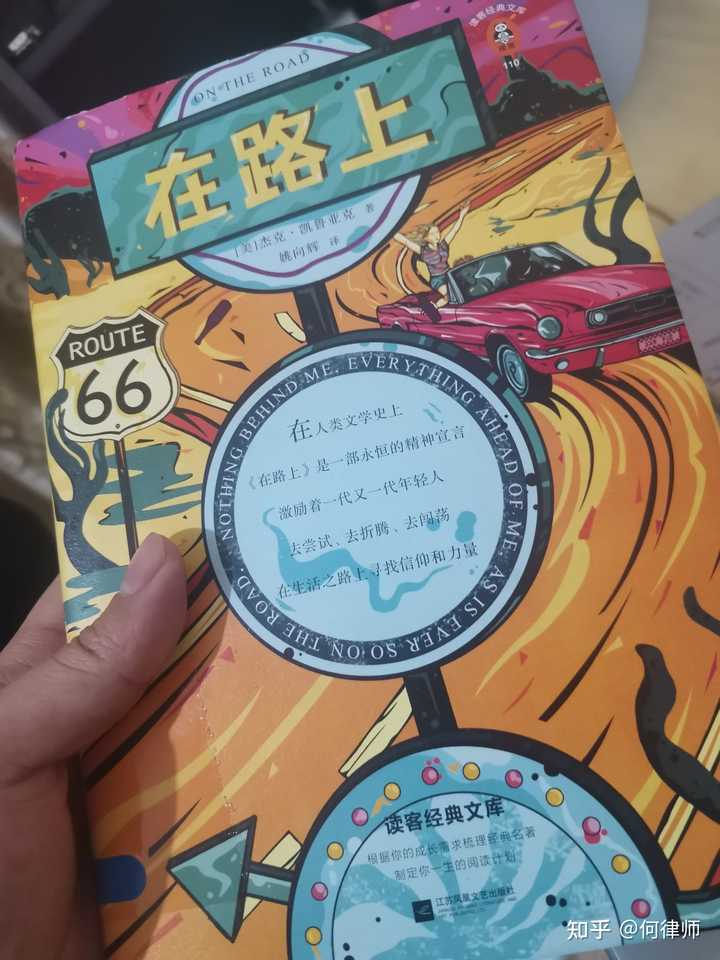 读客经典文库
110
ON THE ROAD
在路上
[美]杰克·凯鲁亚克 著
姚向辉 译
ROUTE
66
NOTHING BEHIND ME, EVERYTHING AHEAD OF ME, AS IS EVER SO ON THE ROAD.
在人类文学史上
《在路上》是一部永恒的精神宣言
激励着一代又一代年轻人
去尝试、去折腾、去闯荡
在生活之路上寻找信仰和力量
读客经典文库
根据你的成长需求梳理经典名著
制定你一生的阅读计划
江苏凤凰文艺出版社
知乎 @何律师